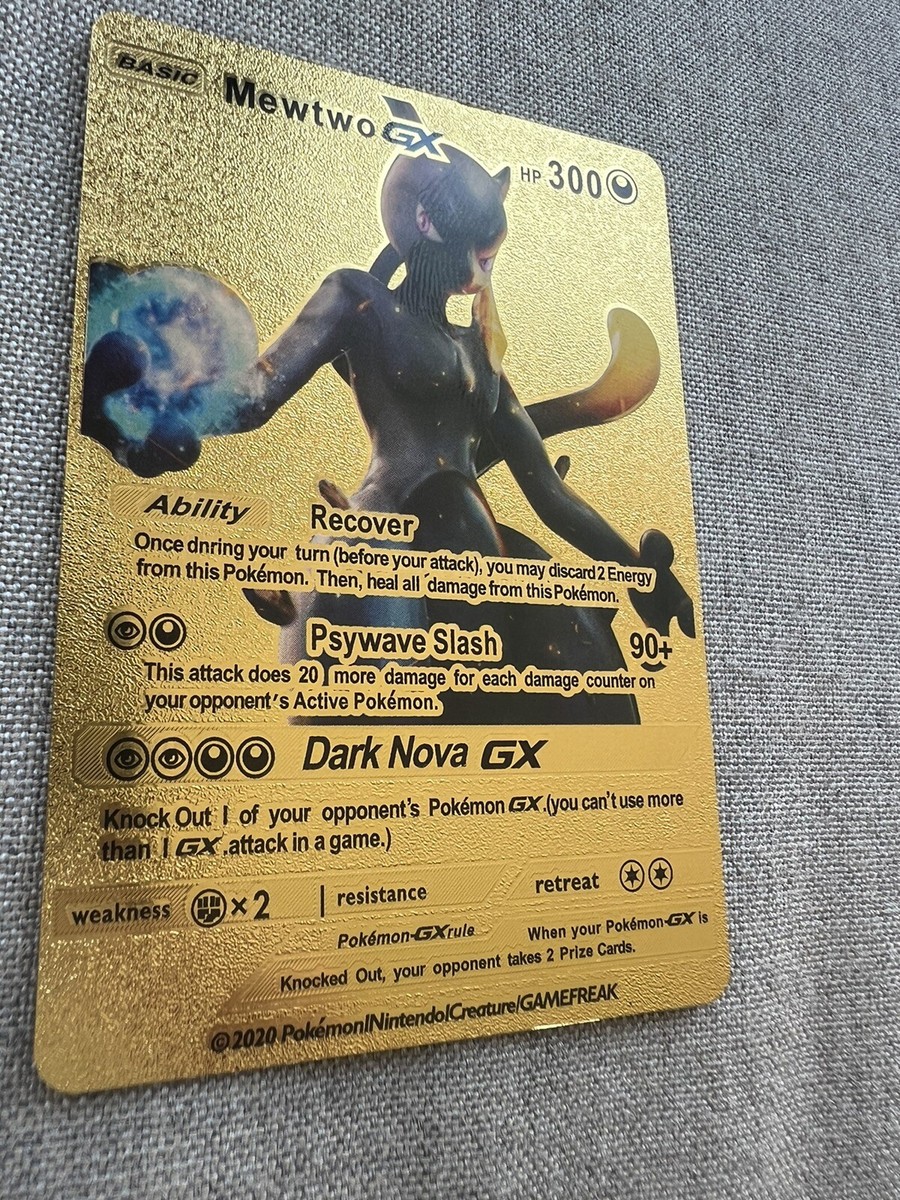 BASIC Mewtwo GX
HP 300
Ability Recover
Once dnring your turn (before your attack), you may discard 2 Energy
from this Pokémon. Then, heal all damage from this Pokémon.
Psywave Slash 90+
This attack does 20 more damage for each damage counter on
your opponent's Active Pokémon.
Dark Nova GX
Knock Out 1 of your opponent's Pokémon GX.(you can't use more
than 1 GX .attack in a game.)
weakness ×2 resistance retreat
Pokémon-GX rule When your Pokémon-GX is
Knocked Out, your opponent takes 2 Prize Cards.
©2020 Pokémon/Nintendo/Creature/GAMEFREAK